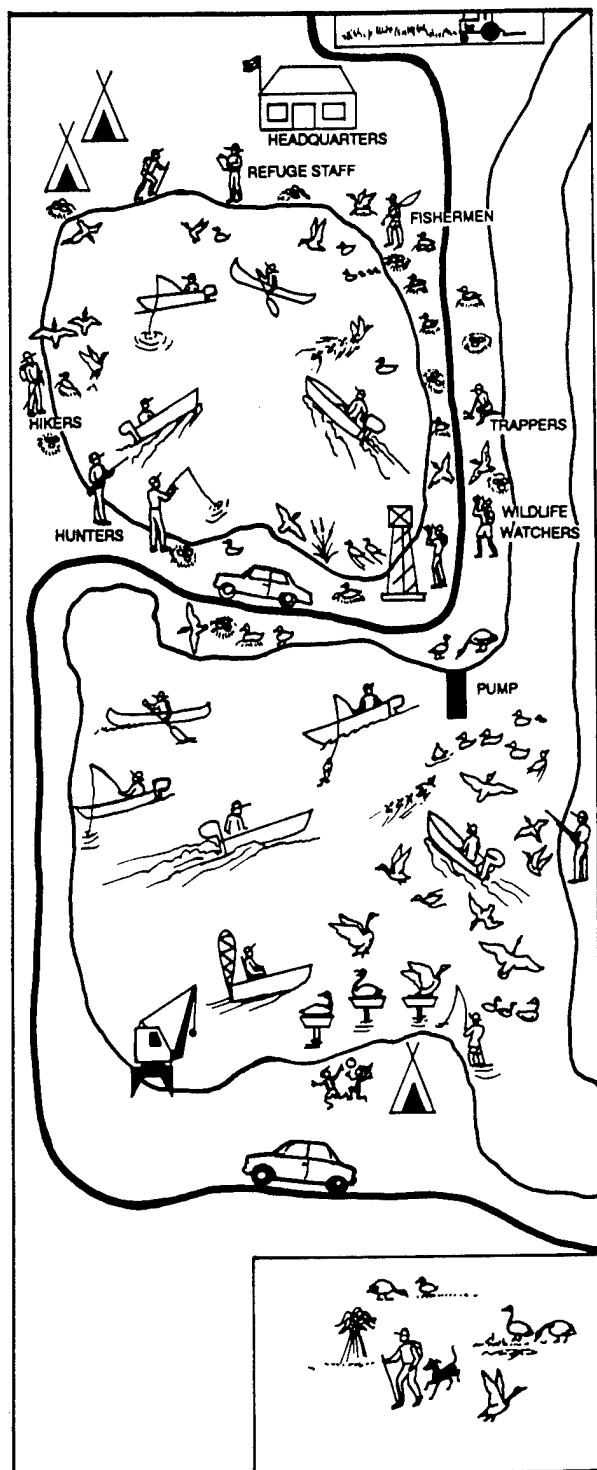 HEADQUARTERS
REFUGE STAFF
FISHERMEN
HIKERS
TRAPPERS
HUNTERS
WILDLIFE
WATCHERS
PUMP